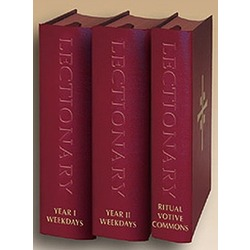 LECTIONARY
YEAR I
WEEKDAYS
LECTIONARY
YEAR II
WEEKDAYS
LECTIONARY
RITUAL
VOTIVE
COMMONS